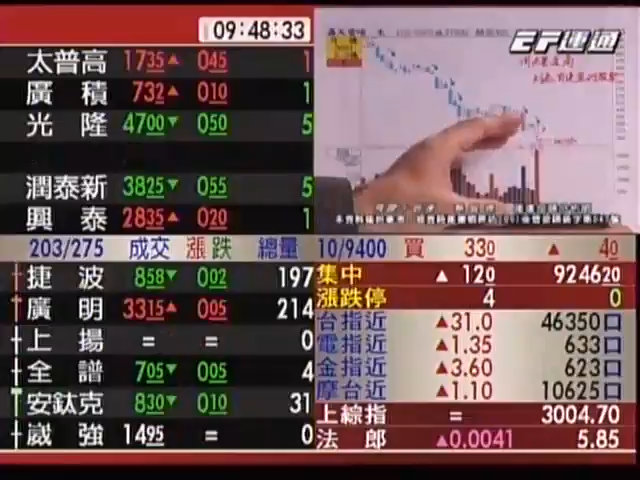 09:48:33
EF連通
太普高 1735▲ 045 1
廣積 732▲ 010 1
光隆 4700▼ 050 5
潤泰新 3825▼ 055 5
興泰 2835▲ 020 1
203/275 成交 漲跌 總量 10/9400 買 330 ▲ 40
捷波 858▼ 002 197
廣明 3315▲ 005 214
上揚 = = 0
全譜 705▼ 005 4
安鈦克 830▼ 010 31
崴強 1495 = 0
集中 ▲ 120 924620
漲跌停 4 0
台指近 ▲31.0 46350口
電指近 ▲1.35 633口
金指近 ▲3.60 623口
摩台近 ▲1.10 10625口
上綜指 = 3004.70
法郎 ▲0.0041 5.85